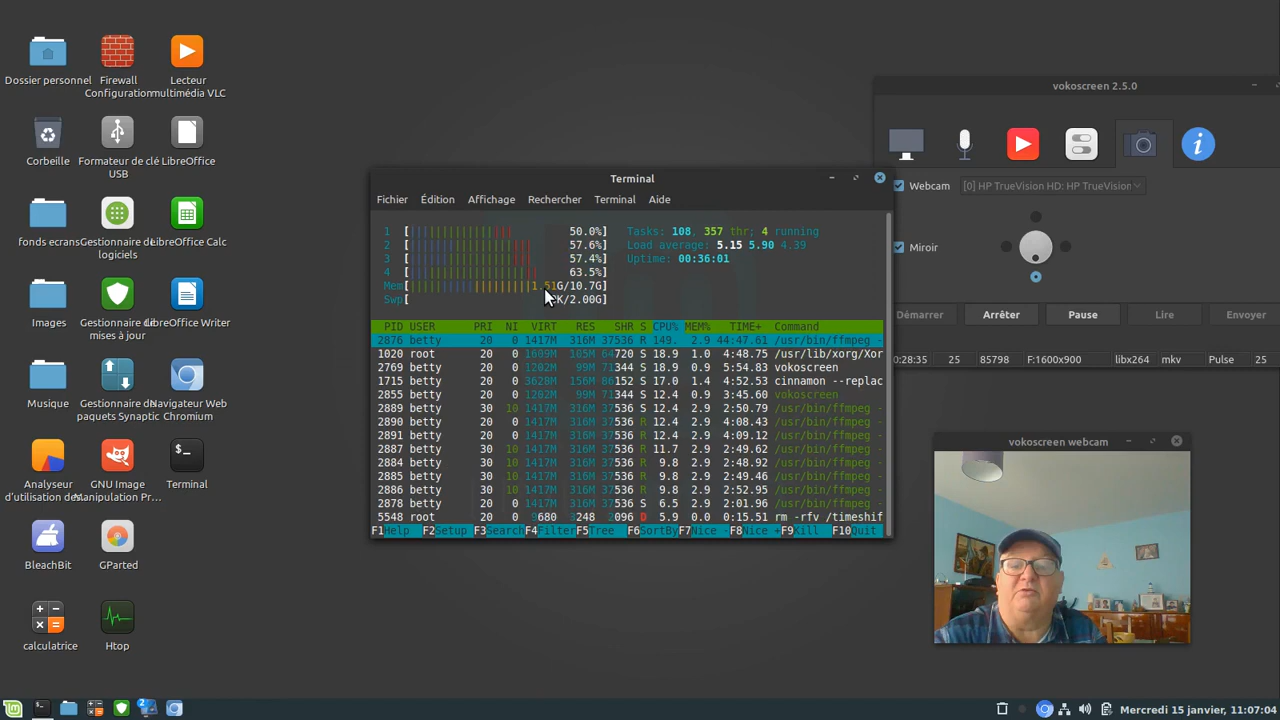 Dossier personnel
Firewall
Configuration
Lecteur
multimédia VLC
Corbeille
Formateur de clé
USB
LibreOffice
fonds ecrans
Gestionnaire de
logiciels
LibreOffice Calc
Images
Gestionnaire de
mises à jour
LibreOffice Writer
Musique
Gestionnaire de
paquets Synaptic
Navigateur Web
Chromium
Analyseur
d'utilisation de...
GNU Image
Manipulation Pr...
Terminal
BleachBit
GParted
calculatrice
Htop
Terminal
Fichier Édition Affichage Rechercher Terminal Aide
1 [ 50.0%] Tasks: 108, 357 thr; 4 running
2 [ 57.6%] Load average: 5.15 5.90 4.39
3 [ 57.4%] Uptime: 00:36:01
4 [ 63.5%]
Mem[ 1.51G/10.7G]
Swp[ K/2.00G]
PID USER PRI NI VIRT RES SHR S CPU% MEM% TIME+ Command
2876 betty 20 0 1417M 316M 37536 R 149. 2.9 44:47.61 /usr/bin/ffmpeg -
1020 root 20 0 1609M 105M 64720 S 18.9 1.0 4:48.75 /usr/lib/xorg/Xor
2769 betty 20 0 1202M 99M 71344 S 18.9 0.9 5:54.83 vokoscreen
1715 betty 20 0 3628M 156M 86152 S 17.0 1.4 4:52.53 cinnamon --replac
2855 betty 20 0 1202M 99M 71344 S 12.4 0.9 3:45.60 vokoscreen
2889 betty 30 10 1417M 316M 37536 S 12.4 2.9 2:50.79 /usr/bin/ffmpeg -
2890 betty 20 0 1417M 316M 37536 R 12.4 2.9 4:08.43 /usr/bin/ffmpeg -
2891 betty 20 0 1417M 316M 37536 R 12.4 2.9 4:09.12 /usr/bin/ffmpeg -
2887 betty 30 10 1417M 316M 37536 R 11.7 2.9 2:49.62 /usr/bin/ffmpeg -
2884 betty 30 10 1417M 316M 37536 R 9.8 2.9 2:48.92 /usr/bin/ffmpeg -
2885 betty 30 10 1417M 316M 37536 R 9.8 2.9 2:49.46 /usr/bin/ffmpeg -
2886 betty 30 10 1417M 316M 37536 R 9.8 2.9 2:52.95 /usr/bin/ffmpeg -
2878 betty 20 0 1417M 316M 37536 S 6.5 2.9 2:01.96 /usr/bin/ffmpeg -
5548 root 20 0 9680 3248 2096 D 5.9 0.0 0:15.51 rm -rfv /timeshif
F1Help F2Setup F3Search F4Filter F5Tree F6SortBy F7Nice - F8Nice + F9Kill F10Quit
vokoscreen 2.5.0
Webcam [0] HP TrueVision HD: HP TrueVision
Miroir
Démarrer Arrêter Pause Lire Envoyer
0:28:35 25 85798 F:1600x900 libx264 mkv Pulse 25
vokoscreen webcam
2
Mercredi 15 janvier, 11:07:04